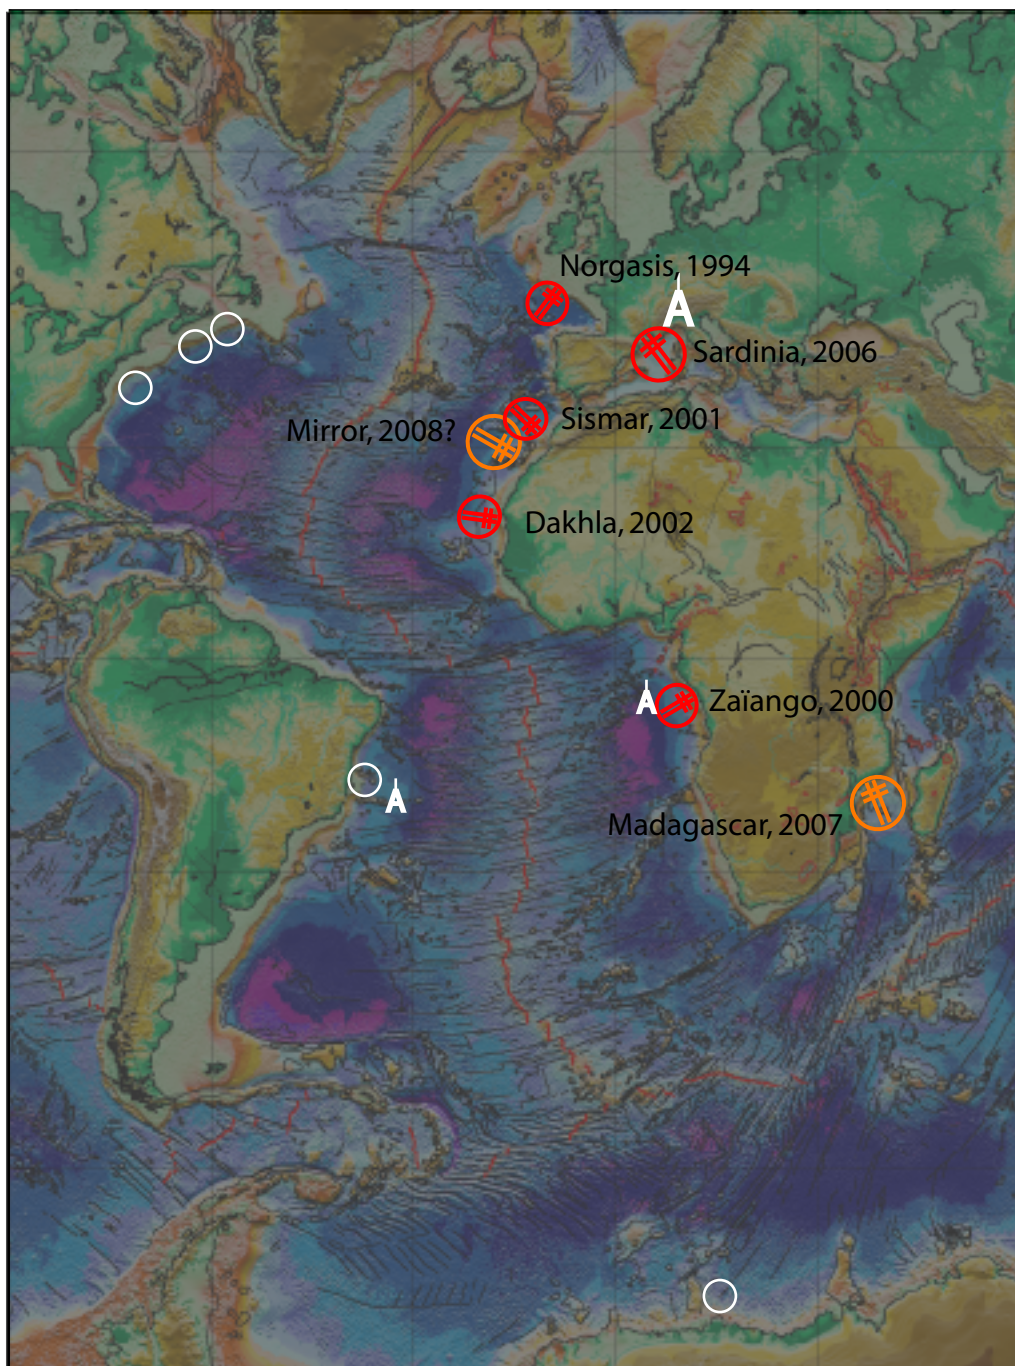 Norgasis, 1994
A
Sardinia, 2006
Mirror, 2008?
Sismar, 2001
Dakhla, 2002
A
Zaïango, 2000
A
Madagascar, 2007